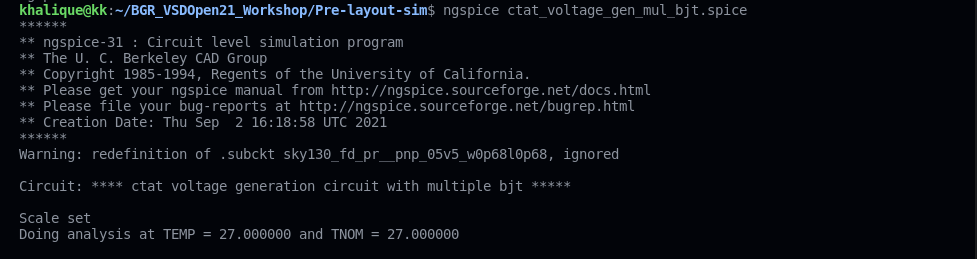 khalique@kk:~/BGR_VSDOpen21_Workshop/Pre-layout-sim$ ngspice ctat_voltage_gen_mul_bjt.spice
******
** ngspice-31 : Circuit level simulation program
** The U. C. Berkeley CAD Group
** Copyright 1985-1994, Regents of the University of California.
** Please get your ngspice manual from http://ngspice.sourceforge.net/docs.html
** Please file your bug-reports at http://ngspice.sourceforge.net/bugrep.html
** Creation Date: Thu Sep  2 16:18:58 UTC 2021
******
Warning: redefinition of .subckt sky130_fd_pr__pnp_05v5_w0p68l0p68, ignored
Circuit: **** ctat voltage generation circuit with multiple bjt *****
Scale set
Doing analysis at TEMP = 27.000000 and TNOM = 27.000000